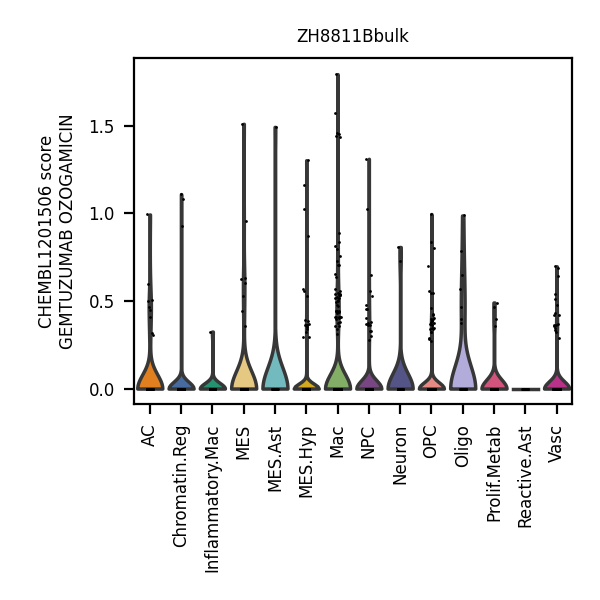 ZH8811Bbulk
CHEMBL1201506 score
GEMTUZUMAB OZOGAMICIN
1.5
1.0
0.5
0.0
AC
Chromatin.Reg
Inflammatory.Mac
MES
MES.Ast
MES.Hyp
Mac
NPC
Neuron
OPC
Oligo
Prolif.Metab
Reactive.Ast
Vasc